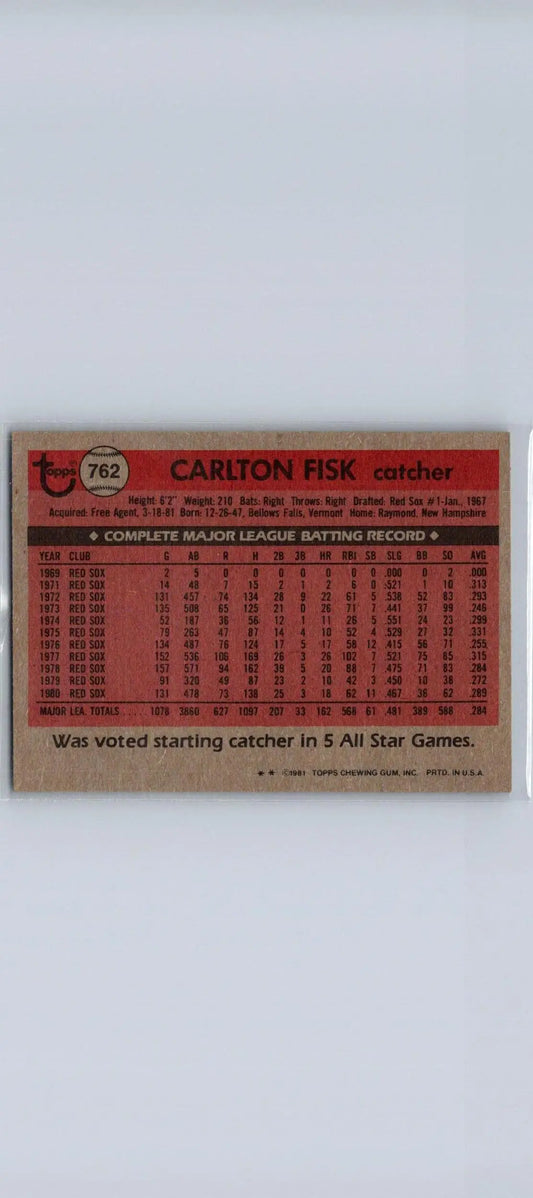 topps 762 CARLTON FISK catcher
Height: 6'2" Weight: 210 Bats: Right Throws: Right Drafted: Red Sox #1-Jan., 1967
Acquired: Free Agent, 3-18-81 Born: 12-26-47, Bellows Falls, Vermont Home: Raymond, New Hampshire
◆ COMPLETE MAJOR LEAGUE BATTING RECORD ◆
YEAR CLUB G AB R H 2B 3B HR RBI SB SLG BB SO AVG
1969 RED SOX 2 5 0 0 0 0 0 0 0 .000 0 2 .000
1971 RED SOX 14 48 7 15 2 1 2 6 0 .521 1 10 .313
1972 RED SOX 131 457 74 134 28 9 22 61 5 .538 52 83 .293
1973 RED SOX 135 508 65 125 21 0 26 71 7 .441 37 99 .246
1974 RED SOX 52 187 36 56 12 1 11 26 5 .551 24 23 .299
1975 RED SOX 79 263 47 87 14 4 10 52 4 .529 27 32 .331
1976 RED SOX 134 487 76 124 17 5 17 58 12 .415 56 71 .255
1977 RED SOX 152 536 106 169 26 3 26 102 7 .521 75 85 .315
1978 RED SOX 157 571 94 162 39 5 20 88 7 .475 71 83 .284
1979 RED SOX 91 320 49 87 23 2 10 42 3 .450 10 38 .272
1980 RED SOX 131 478 73 138 25 3 18 62 11 .467 36 62 .289
MAJOR LEA. TOTALS .... 1078 3860 627 1097 207 33 162 568 61 .481 389 588 .284
Was voted starting catcher in 5 All Star Games.
* * ©1981 TOPPS CHEWING GUM, INC. PRTD. IN U.S.A.